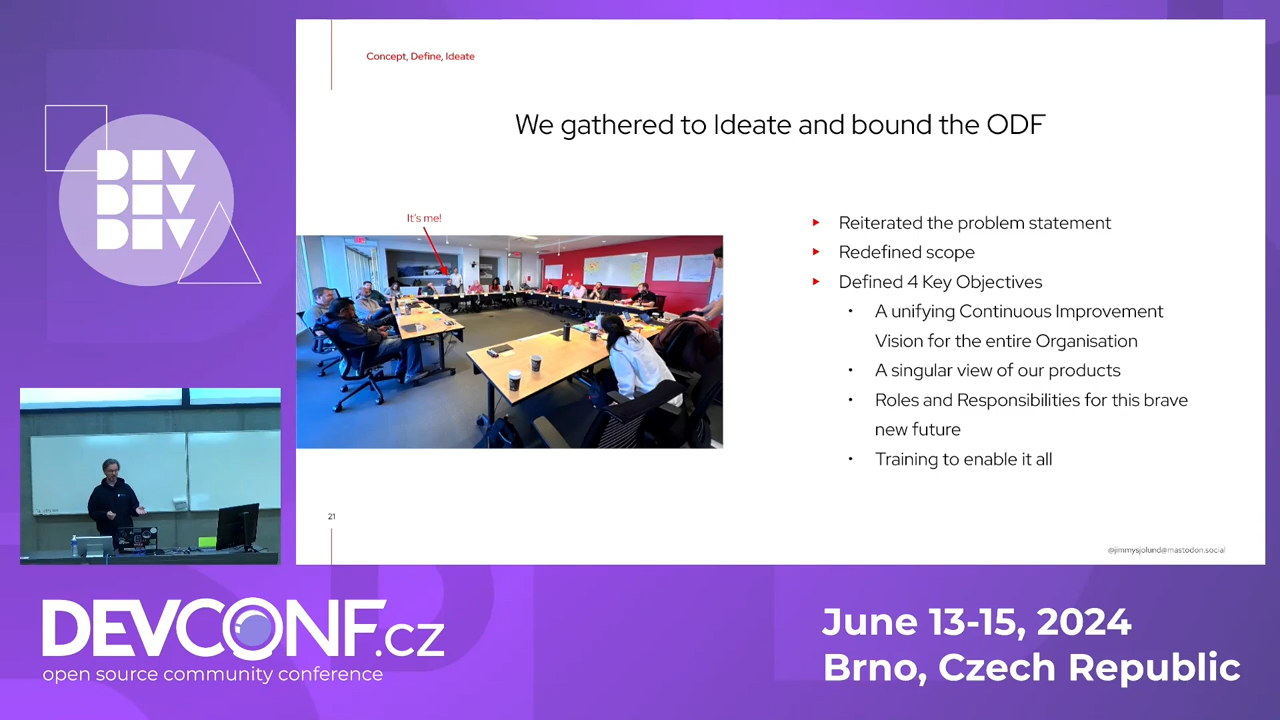 DEV
DEV
DEV
Concept, Define, Ideate
We gathered to Ideate and bound the ODF
It's me!
Reiterated the problem statement
Redefined scope
Defined 4 Key Objectives
A unifying Continuous Improvement
Vision for the entire Organisation
A singular view of our products
Roles and Responsibilities for this brave
new future
Training to enable it all
21
@jimmysjolund@mastodon.social
DEVCONF.cz
open source community conference
June 13-15, 2024
Brno, Czech Republic